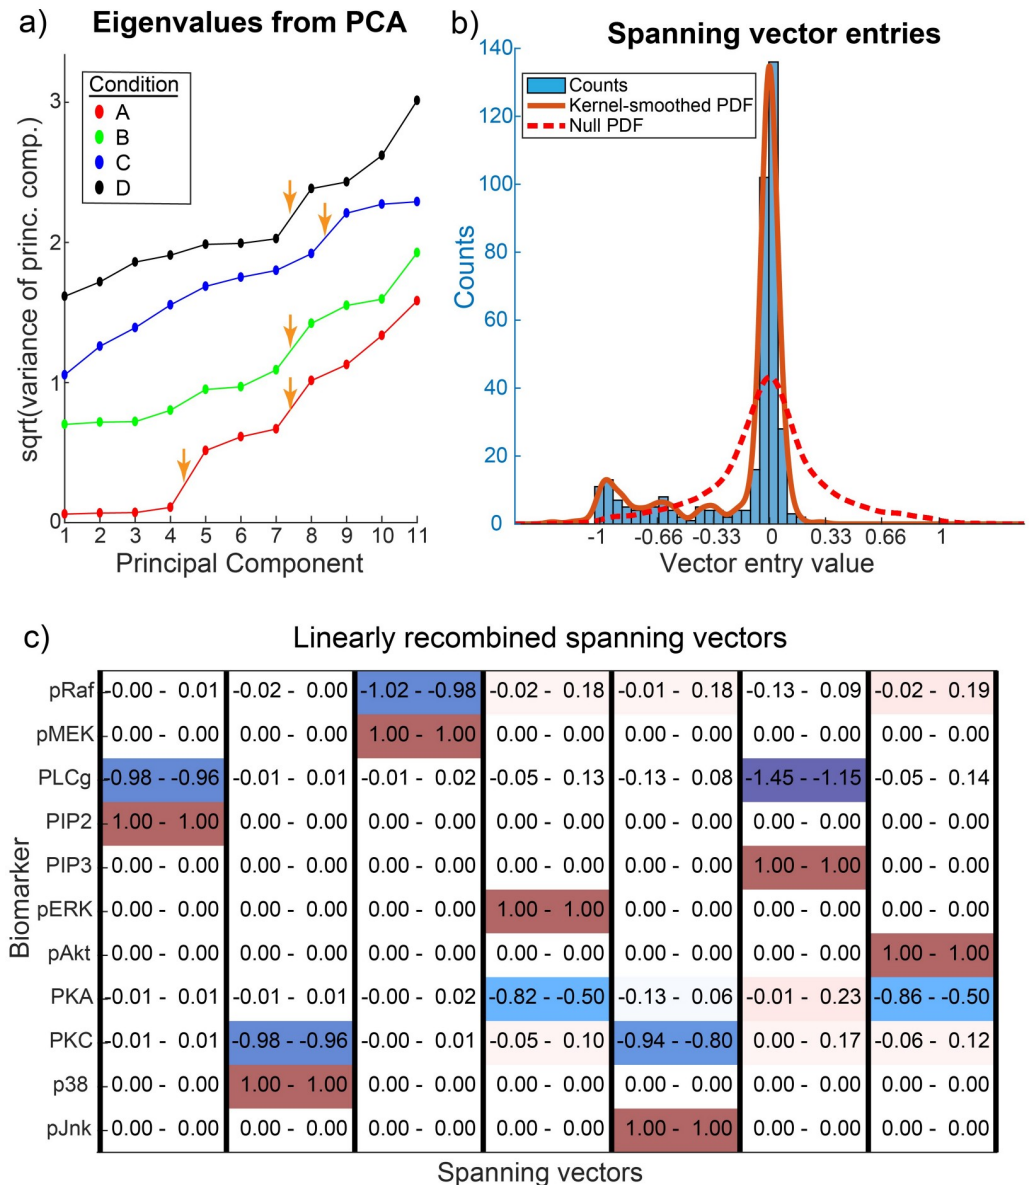 a) Eigenvalues from PCA
sqrt(variance of princ. comp.)
3
2
1
0
Condition
A
B
C
D
1 2 3 4 5 6 7 8 9 10 11
Principal Component
b) Spanning vector entries
Counts
140
120
100
80
60
40
20
0
Counts
Kernel-smoothed PDF
Null PDF
-1 -0.66 -0.33 0 0.33 0.66 1
Vector entry value
c) Linearly recombined spanning vectors
Biomarker
pRaf -0.00 - 0.01 -0.02 - 0.00 -1.02 - -0.98 -0.02 - 0.18 -0.01 - 0.18 -0.13 - 0.09 -0.02 - 0.19
pMEK 0.00 - 0.00 0.00 - 0.00 1.00 - 1.00 0.00 - 0.00 0.00 - 0.00 0.00 - 0.00 0.00 - 0.00
PLCg -0.98 - -0.96 -0.01 - 0.01 -0.01 - 0.02 -0.05 - 0.13 -0.13 - 0.08 -1.45 - -1.15 -0.05 - 0.14
PIP2 1.00 - 1.00 0.00 - 0.00 0.00 - 0.00 0.00 - 0.00 0.00 - 0.00 0.00 - 0.00 0.00 - 0.00
PIP3 0.00 - 0.00 0.00 - 0.00 0.00 - 0.00 0.00 - 0.00 0.00 - 0.00 1.00 - 1.00 0.00 - 0.00
pERK 0.00 - 0.00 0.00 - 0.00 0.00 - 0.00 1.00 - 1.00 0.00 - 0.00 0.00 - 0.00 0.00 - 0.00
pAkt 0.00 - 0.00 0.00 - 0.00 0.00 - 0.00 0.00 - 0.00 0.00 - 0.00 0.00 - 0.00 1.00 - 1.00
PKA -0.01 - 0.01 -0.01 - 0.01 -0.00 - 0.02 -0.82 - -0.50 -0.13 - 0.06 -0.01 - 0.23 -0.86 - -0.50
PKC -0.01 - 0.01 -0.98 - -0.96 -0.00 - 0.01 -0.05 - 0.10 -0.94 - -0.80 0.00 - 0.17 -0.06 - 0.12
p38 0.00 - 0.00 1.00 - 1.00 0.00 - 0.00 0.00 - 0.00 0.00 - 0.00 0.00 - 0.00 0.00 - 0.00
pJnk 0.00 - 0.00 0.00 - 0.00 0.00 - 0.00 0.00 - 0.00 1.00 - 1.00 0.00 - 0.00 0.00 - 0.00
Spanning vectors